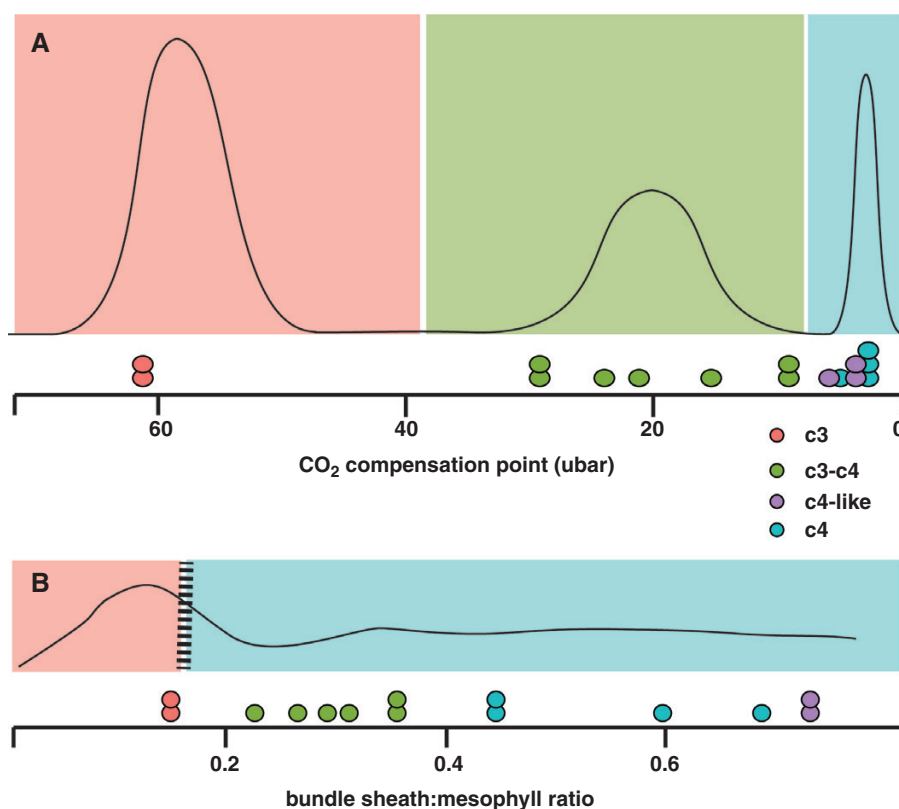 A
60 40 20 0
CO₂ compensation point (ubar)
c3
c3-c4
c4-like
c4
B
0.2 0.4 0.6
bundle sheath:mesophyll ratio